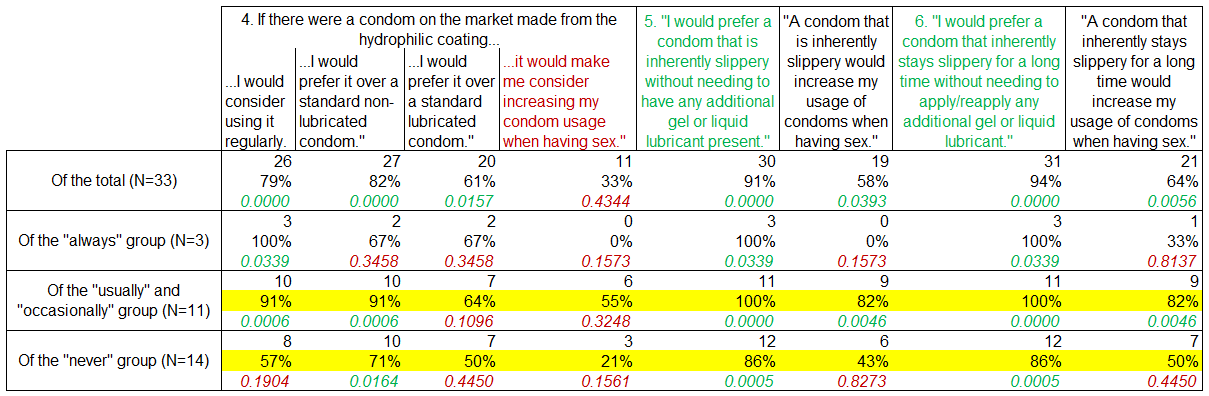 4. If there were a condom on the market made from the
hydrophilic coating...
...I would
consider
using it
regularly.
...I would
prefer it over a
standard non-
lubricated
condom."
...I would
prefer it over
a standard
lubricated
condom."
...it would make
me consider
increasing my
condom usage
when having sex."
5. "I would prefer a
condom that is
inherently slippery
without needing to
have any additional
gel or liquid
lubricant present."
"A condom that
is inherently
slippery would
increase my
usage of
condoms when
having sex."
6. "I would prefer a
condom that inherently
stays slippery for a long
time without needing to
apply/reapply any
additional gel or liquid
lubricant."
"A condom that
inherently stays
slippery for a long
time would
increase my
usage of condoms
when having sex."
26 27 20 11 30 19 31 21
Of the total (N=33) 79% 82% 61% 33% 91% 58% 94% 64%
0.0000 0.0000 0.0157 0.4344 0.0000 0.0393 0.0000 0.0056
3 2 2 0 3 0 3 1
Of the "always" group (N=3) 100% 67% 67% 0% 100% 0% 100% 33%
0.0339 0.3458 0.3458 0.1573 0.0339 0.1573 0.0339 0.8137
Of the "usually" and
"occasionally" group (N=11)
10 10 7 6 11 9 11 9
91% 91% 64% 55% 100% 82% 100% 82%
0.0006 0.0006 0.1096 0.3248 0.0000 0.0046 0.0000 0.0046
8 10 7 3 12 6 12 7
Of the "never" group (N=14) 57% 71% 50% 21% 86% 43% 86% 50%
0.1904 0.0164 0.4450 0.1561 0.0005 0.8273 0.0005 0.4450